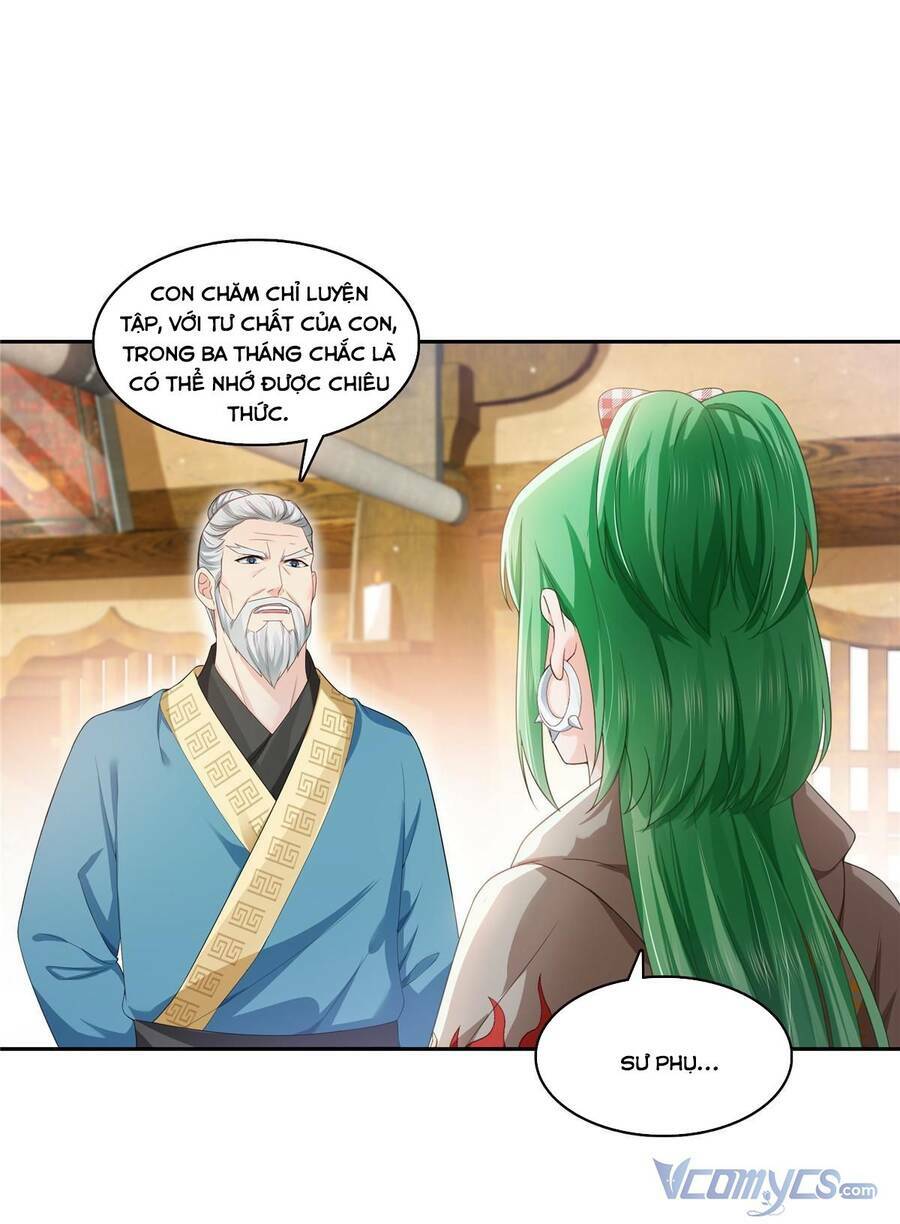 CON CHĂM CHỈ LUYỆN
TẬP, VỚI TƯ CHẤT CỦA CON,
TRONG BA THÁNG CHẮC LÀ
CÓ THỂ NHỚ ĐƯỢC CHIÊU
THỨC.
SƯ PHỤ...
VCOMYCS.com